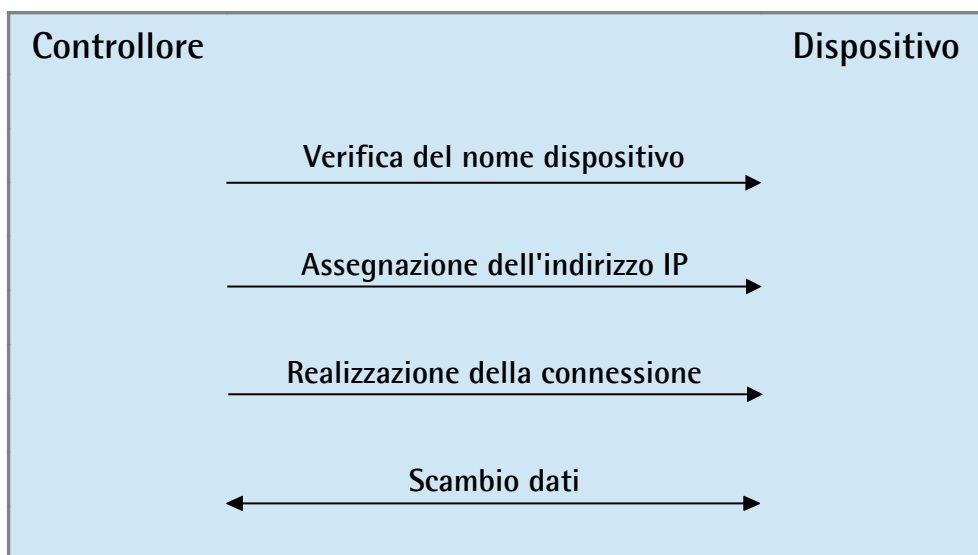 Controllore Dispositivo
Verifica del nome dispositivo
Assegnazione dell'indirizzo IP
Realizzazione della connessione
Scambio dati